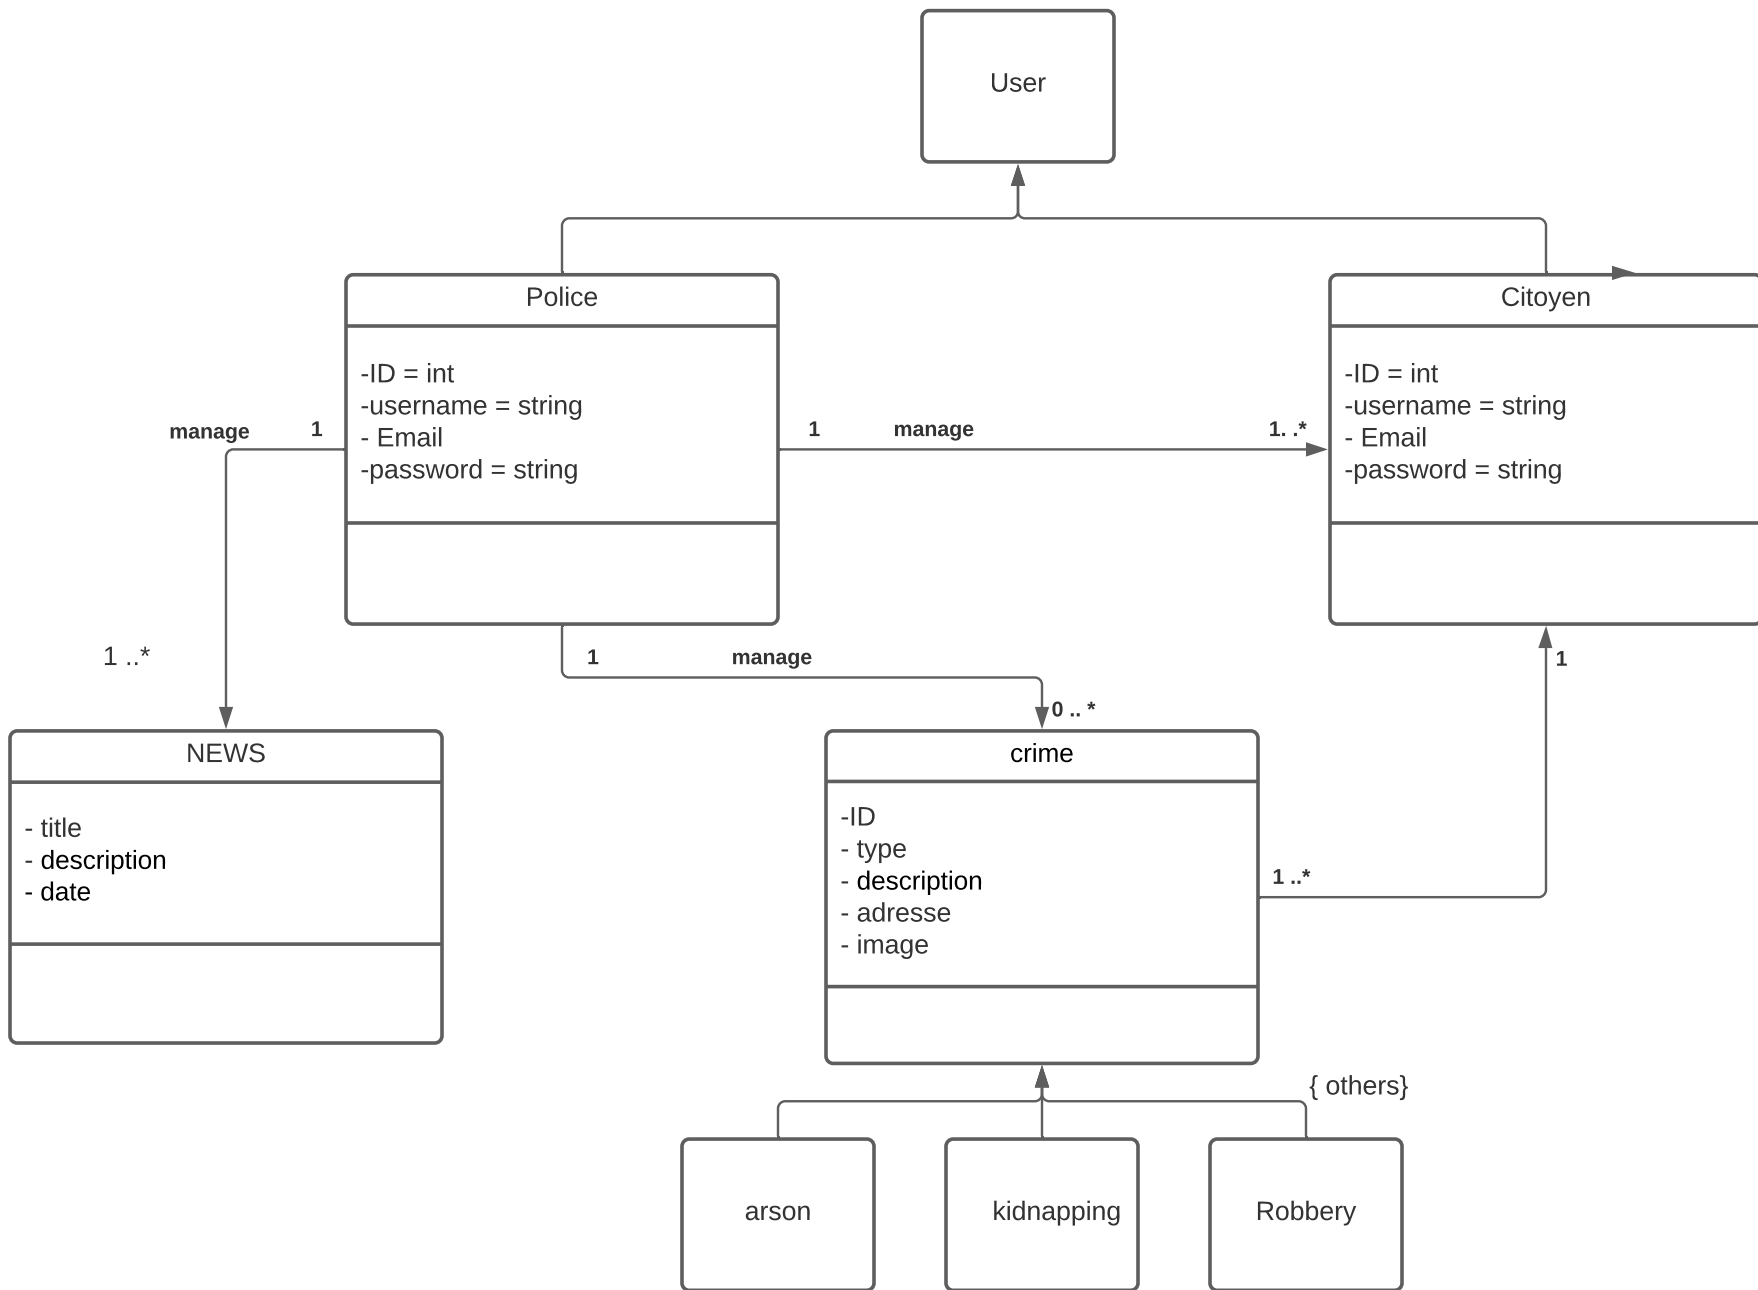 User
Police
-ID = int
-username = string
- Email
-password = string
Citoyen
-ID = int
-username = string
- Email
-password = string
manage
1
1 ..*
1
manage
1. .*
1
manage
0 .. *
1
1 ..*
NEWS
- title
- description
- date
crime
-ID
- type
- description
- adresse
- image
{ others}
arson
kidnapping
Robbery